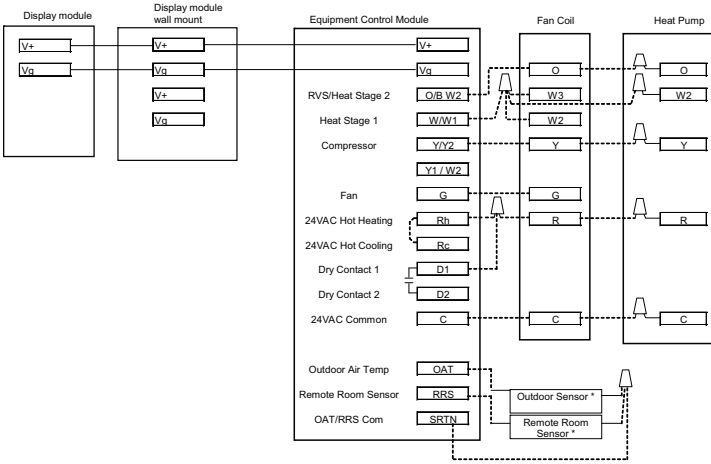 Display module
Display module
wall mount
Equipment Control Module
Fan Coil
Heat Pump
V+
V+
V+
Vg
Vg
Vg
O
O
RVS/Heat Stage 2
O/B W2
V+
W3
W2
Heat Stage 1
W/W1
Vg
W2
Compressor
Y/Y2
Y
Y
Y1 / W2
Fan
G
G
24VAC Hot Heating
Rh
R
R
24VAC Hot Cooling
Rc
Dry Contact 1
D1
Dry Contact 2
D2
24VAC Common
C
C
C
Outdoor Air Temp
OAT
Remote Room Sensor
RRS
Outdoor Sensor *
OAT/RRS Com
SRTN
Remote Room
Sensor *